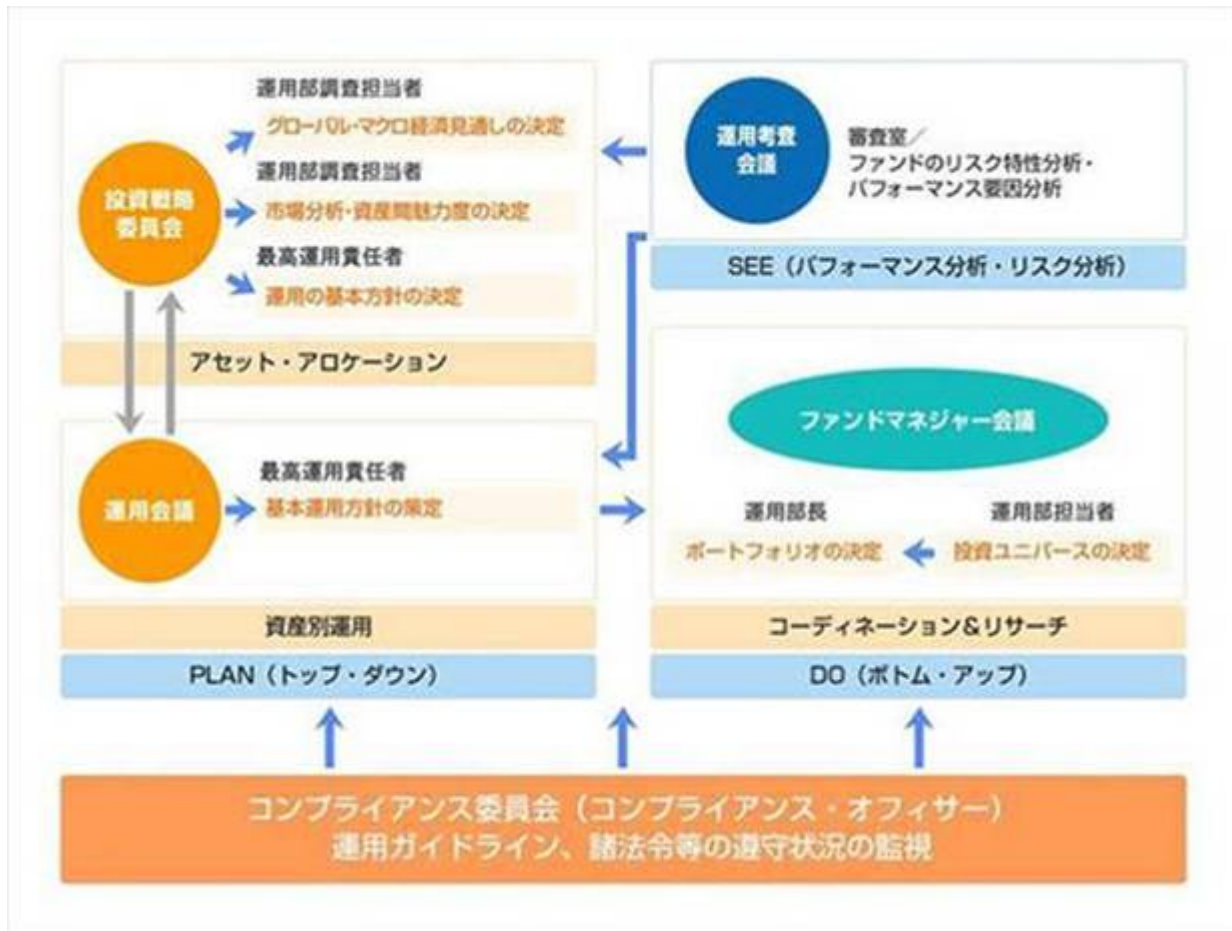 運用部調査担当者
グローバル・マクロ経済見通しの決定
投資戦略
委員会
運用部調査担当者
市場分析・資産間魅力度の決定
最高運用責任者
運用の基本方針の決定
アセット・アロケーション
運用考査
会議
審査室／
ファンドのリスク特性分析・
パフォーマンス要因分析
SEE（パフォーマンス分析・リスク分析）
運用会議
最高運用責任者
基本運用方針の策定
資産別運用
PLAN（トップ・ダウン）
ファンドマネジャー会議
運用部長
ポートフォリオの決定
運用部担当者
投資ユニバースの決定
コーディネーション&リサーチ
DO（ボトム・アップ）
コンプライアンス委員会（コンプライアンス・オフィサー）
運用ガイドライン、諸法令等の遵守状況の監視